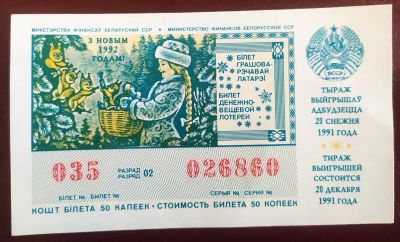 МІНІСТЭРСТВА ФІНАНСАЎ БЕЛАРУСКАЙ ССР • МИНИСТЕРСТВО ФИНАНСОВ БЕЛОРУССКОЙ ССР
З НОВЫМ
1992
ГОДАМ!
БІЛЕТ
ГРАШОВА-
РЭЧАВАЙ
ЛАТАРЭІ
БИЛЕТ
ДЕНЕЖНО-
ВЕЩЕВОЙ
ЛОТЕРЕИ
БССР
ТЫРАЖ
ВЫЙГРЫШАЎ
АДБУДЗЕЦЦА
20 СНЕЖНЯ
1991 ГОДА
ТИРАЖ
ВЫИГРЫШЕЙ
СОСТОИТСЯ
20 ДЕКАБРЯ
1991 ГОДА
035
РАЗРАД
РАЗРЯД 02
026860
БІЛЕТ № БИЛЕТ №
СЕРЫЯ № СЕРИЯ №
КОШТ БІЛЕТА 50 КАПЕЕК • СТОИМОСТЬ БИЛЕТА 50 КОПЕЕК